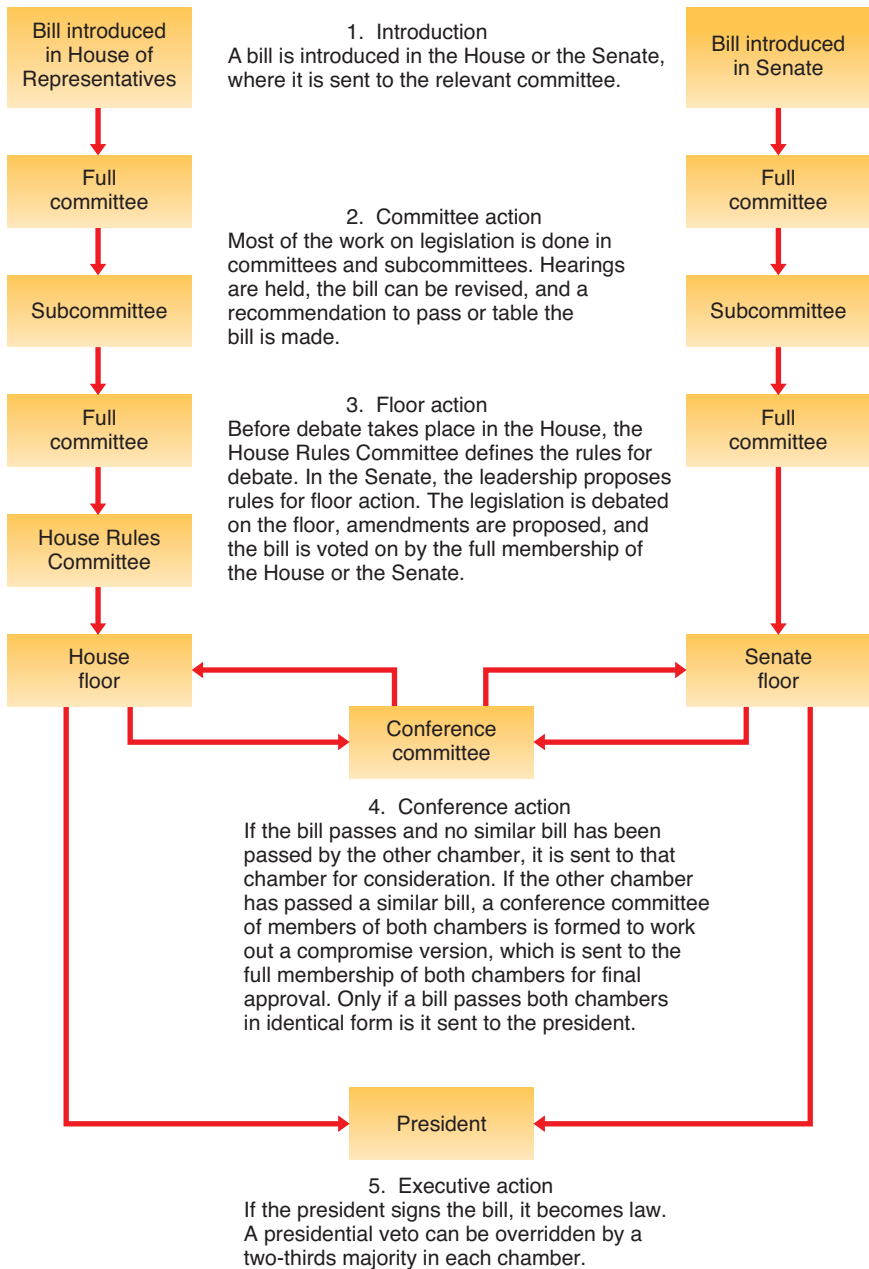 Bill introduced
in House of
Representatives
1. Introduction
A bill is introduced in the House or the Senate,
where it is sent to the relevant committee.
Bill introduced
in Senate
Full
committee
Full
committee
2. Committee action
Most of the work on legislation is done in
committees and subcommittees. Hearings
are held, the bill can be revised, and a
recommendation to pass or table the
bill is made.
Subcommittee
Subcommittee
Full
committee
3. Floor action
Before debate takes place in the House, the
House Rules Committee defines the rules for
debate. In the Senate, the leadership proposes
rules for floor action. The legislation is debated
on the floor, amendments are proposed, and
the bill is voted on by the full membership of
the House or the Senate.
Full
committee
House Rules
Committee
House
floor
Senate
floor
Conference
committee
4. Conference action
If the bill passes and no similar bill has been
passed by the other chamber, it is sent to that
chamber for consideration. If the other chamber
has passed a similar bill, a conference committee
of members of both chambers is formed to work
out a compromise version, which is sent to the
full membership of both chambers for final
approval. Only if a bill passes both chambers
in identical form is it sent to the president.
President
5. Executive action
If the president signs the bill, it becomes law.
A presidential veto can be overridden by a
two-thirds majority in each chamber.